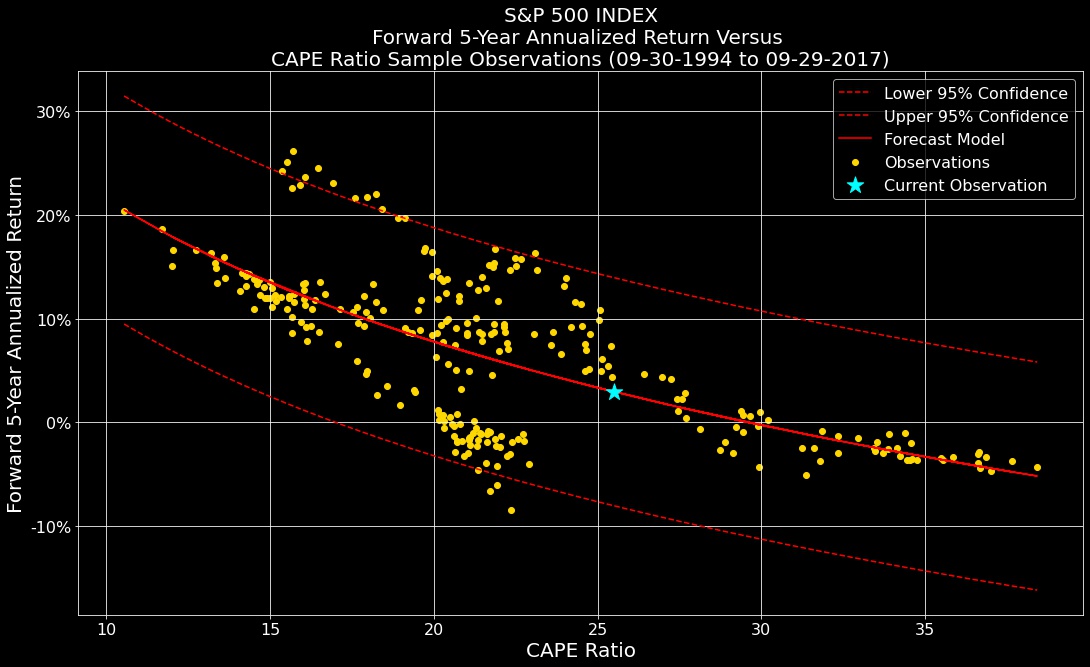 S&P 500 INDEX
Forward 5-Year Annualized Return Versus
CAPE Ratio Sample Observations (09-30-1994 to 09-29-2017)
Lower 95% Confidence
Upper 95% Confidence
Forecast Model
Observations
Current Observation
Forward 5-Year Annualized Return
30%
20%
10%
0%
-10%
10 15 20 25 30 35
CAPE Ratio